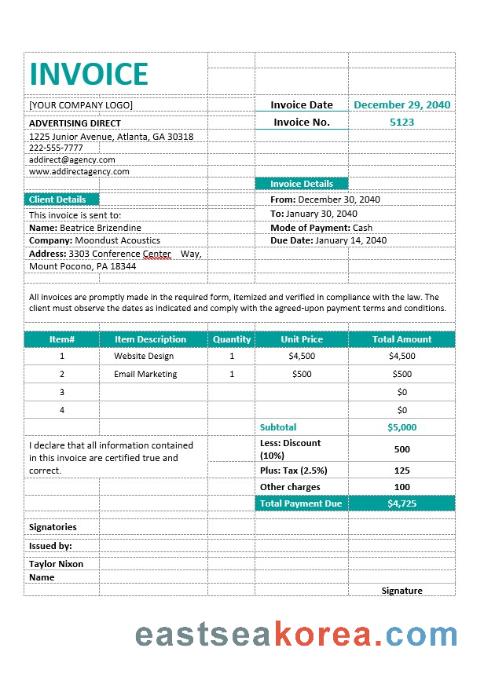 INVOICE
[YOUR COMPANY LOGO]
Invoice Date December 29, 2040
ADVERTISING DIRECT
Invoice No. 5123
1225 Junior Avenue, Atlanta, GA 30318
222-555-7777
addirect@agency.com
www.addirectagency.com
Invoice Details
Client Details
From: December 30, 2040
This invoice is sent to:
To: January 30, 2040
Name: Beatrice Brizendine
Mode of Payment: Cash
Company: Moondust Acoustics
Due Date: January 14, 2040
Address: 3303 Conference Center Way,
Mount Pocono, PA 18344
All invoices are promptly made in the required form, itemized and verified in compliance with the law. The
client must observe the dates as indicated and comply with the agreed-upon payment terms and conditions.
Item# Item Description Quantity Unit Price Total Amount
1 Website Design 1 $4,500 $4,500
2 Email Marketing 1 $500 $500
3 $0
4 $0
Subtotal $5,000
I declare that all information contained
in this invoice are certified true and
correct.
Less: Discount
(10%) 500
Plus: Tax (2.5%) 125
Other charges 100
Total Payment Due $4,725
Signatories
Issued by:
Taylor Nixon
Name
Signature
eastseakorea.com